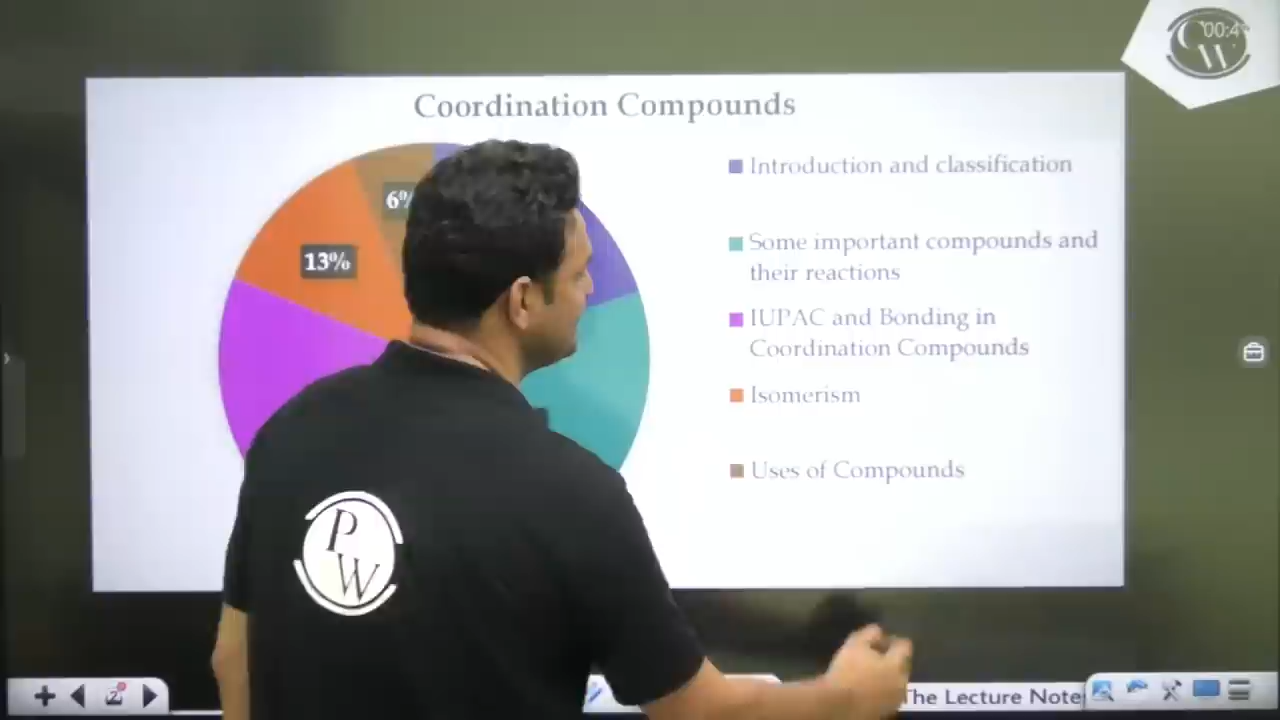 Coordination Compounds
Introduction and classification
Some important compounds and
their reactions
IUPAC and Bonding in
Coordination Compounds
Isomerism
Uses of Compounds
6%
13%
P
W
W
The Lecture Note